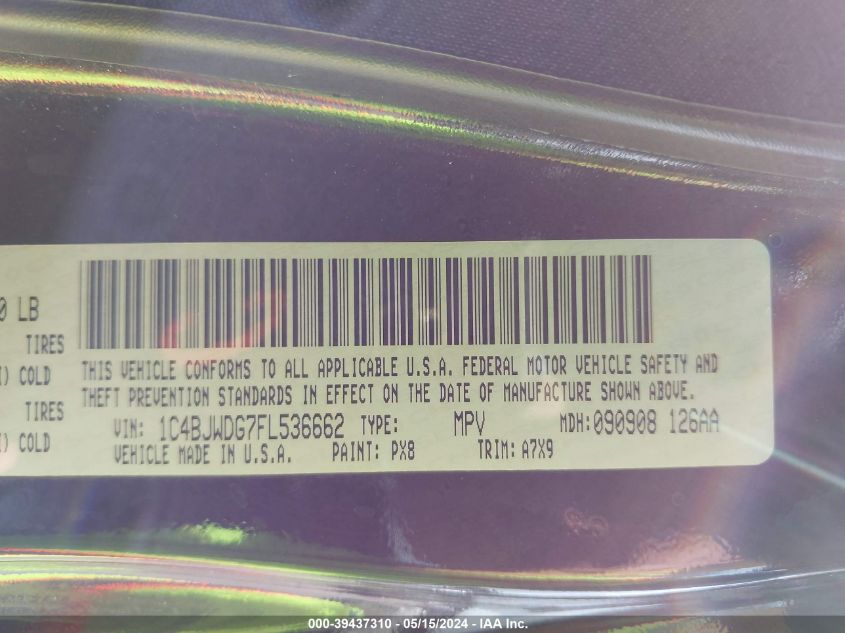 0 LB
TIRES
) COLD
TIRES
) COLD
THIS VEHICLE CONFORMS TO ALL APPLICABLE U.S.A. FEDERAL MOTOR VEHICLE SAFETY AND
THEFT PREVENTION STANDARDS IN EFFECT ON THE DATE OF MANUFACTURE SHOWN ABOVE.
VIN: 1C4BJWDG7FL536662 TYPE: MPV MDH:090908 126AA
VEHICLE MADE IN U.S.A. PAINT: PX8 TRIM: A7X9
000-39437310 - 05/15/2024 - IAA Inc.